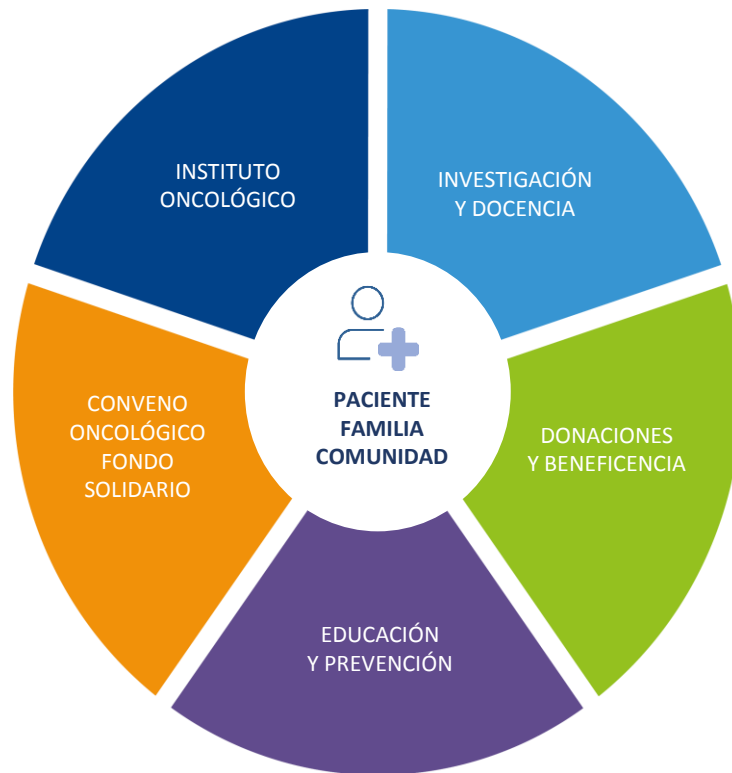 INSTITUTO
ONCOLÓGICO
INVESTIGACIÓN
Y DOCENCIA
DONACIONES
Y BENEFICENCIA
EDUCACIÓN
Y PREVENCIÓN
CONVENO
ONCOLÓGICO
FONDO
SOLIDARIO
PACIENTE
FAMILIA
COMUNIDAD